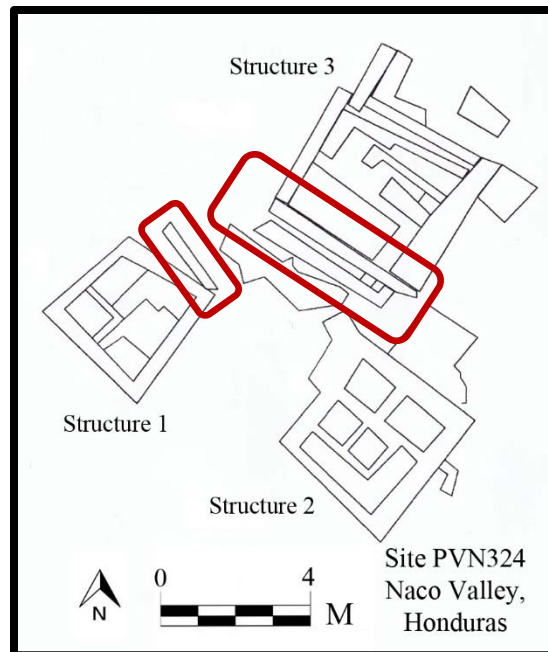 Structure 3
Structure 1
Structure 2
Site PVN324
Naco Valley,
Honduras
N
0 4
M